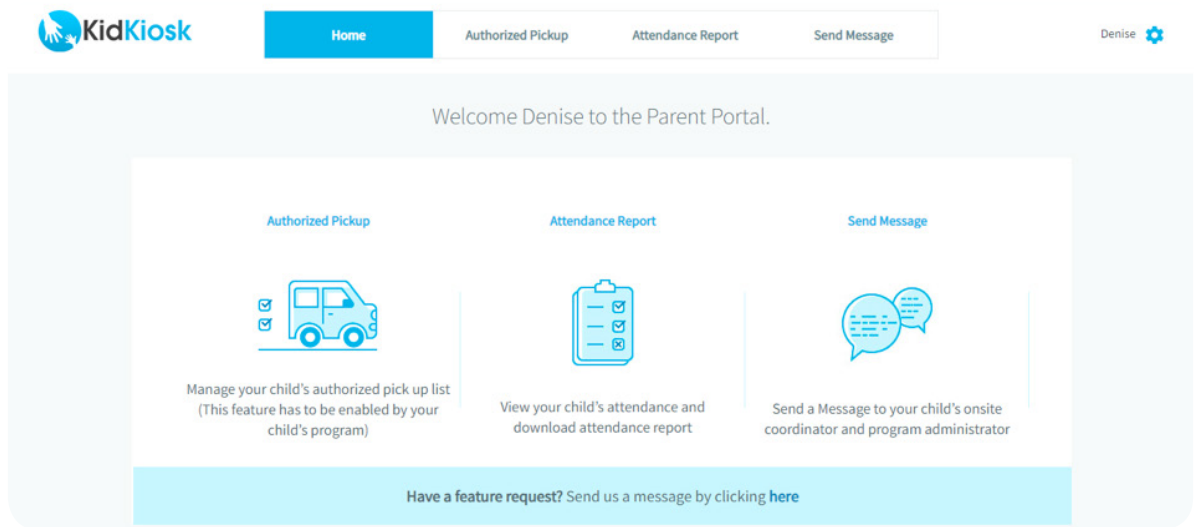 KidKiosk
Home
Authorized Pickup
Attendance Report
Send Message
Denise
Welcome Denise to the Parent Portal.
Authorized Pickup
Attendance Report
Send Message
Manage your child's authorized pick up list
(This feature has to be enabled by your
child's program)
View your child's attendance and
download attendance report
Send a Message to your child's onsite
coordinator and program administrator
Have a feature request? Send us a message by clicking here